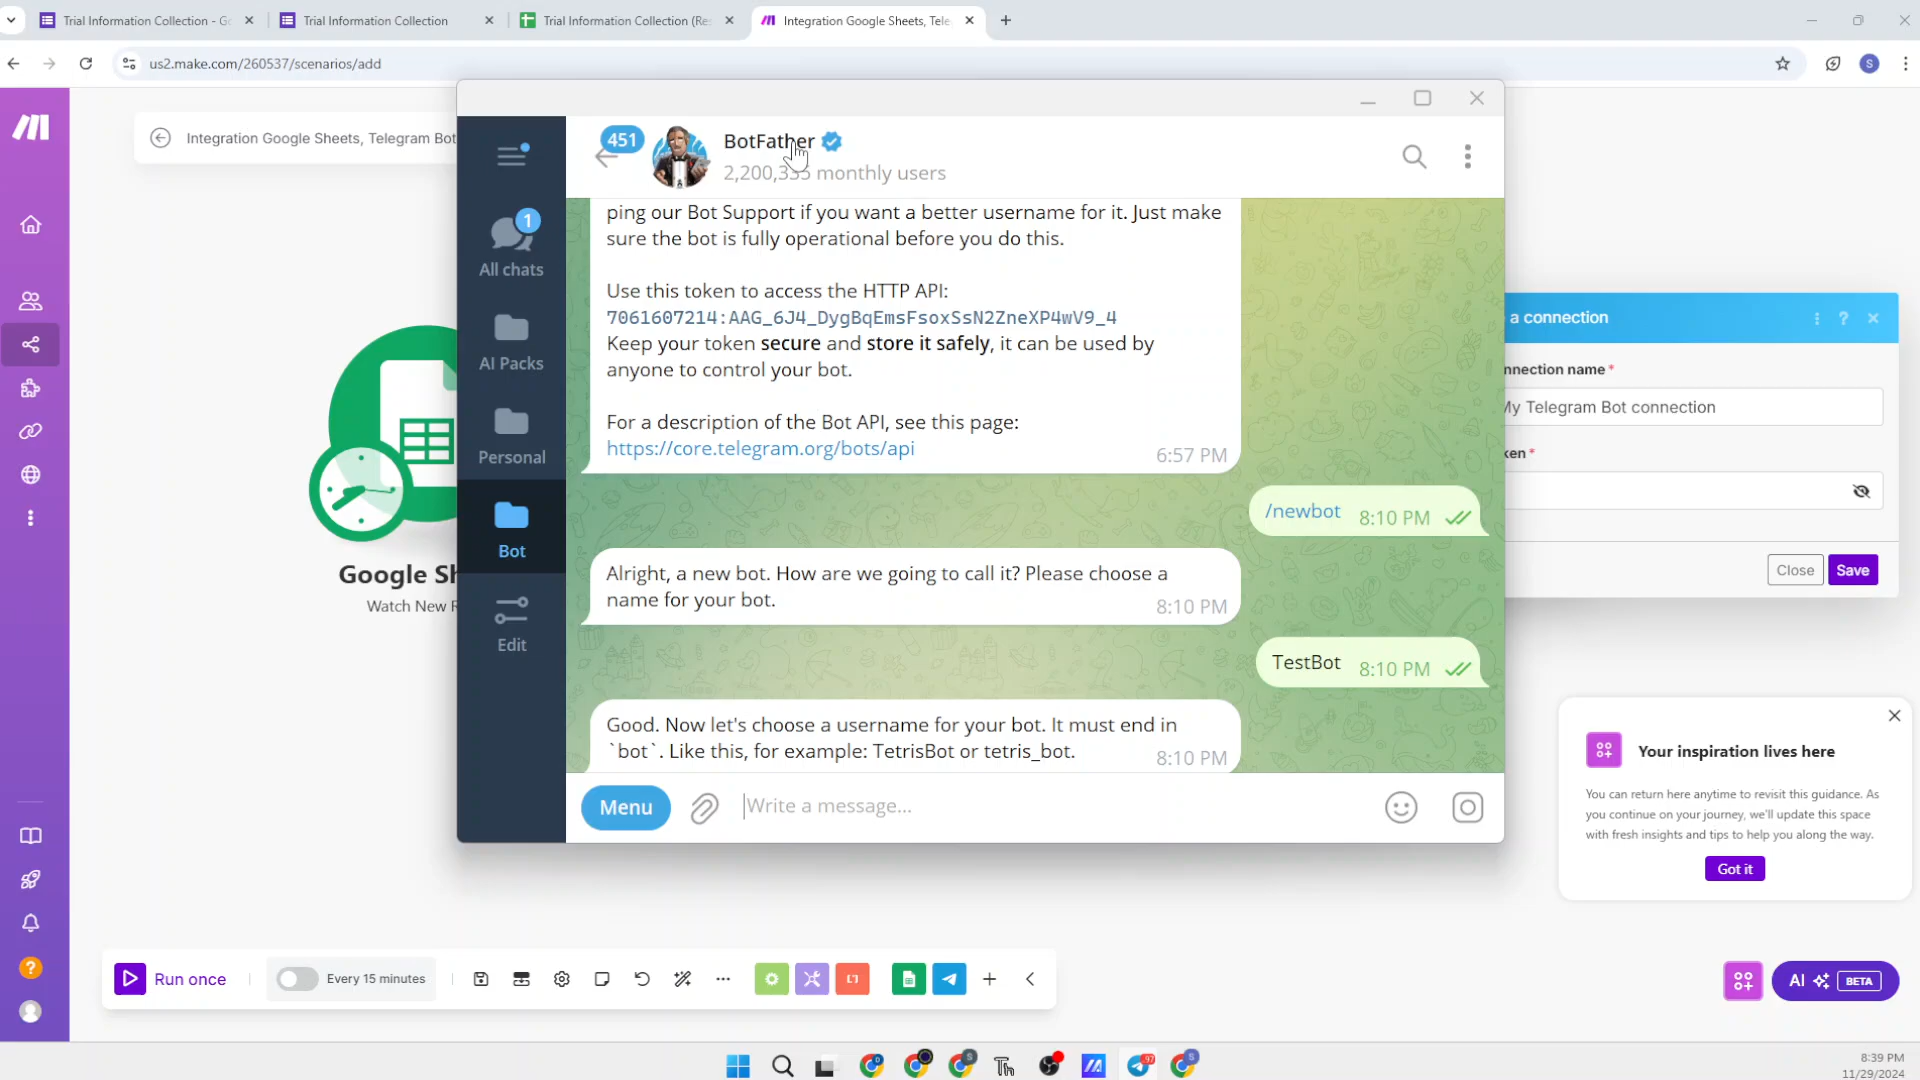 Trial Information Collection - Go
Trial Information Collection
Trial Information Collection (Res
Integration Google Sheets, Tele
us2.make.com/260537/scenarios/add
S
Integration Google Sheets, Telegram Bot
451
BotFather
2,200,335 monthly users
1
All chats
AI Packs
Personal
Bot
Edit
ping our Bot Support if you want a better username for it. Just make
sure the bot is fully operational before you do this.
Use this token to access the HTTP API:
7061607214:AAG_6J4_DygBqEmsFsoxSsN2ZneXP4wV9_4
Keep your token secure and store it safely, it can be used by
anyone to control your bot.
For a description of the Bot API, see this page:
https://core.telegram.org/bots/api
6:57 PM
/newbot 8:10 PM
Alright, a new bot. How are we going to call it? Please choose a
name for your bot.
8:10 PM
TestBot 8:10 PM
Good. Now let's choose a username for your bot. It must end in
`bot`. Like this, for example: TetrisBot or tetris_bot.
8:10 PM
Menu
Write a message...
Google Sh
Watch New R
a connection
?
nnection name *
My Telegram Bot connection
ken *
Close
Save
Your inspiration lives here
You can return here anytime to revisit this guidance. As
you continue on your journey, we'll update this space
with fresh insights and tips to help you along the way.
Got it
?
Run once
Every 15 minutes
AI
BETA
97
8:39 PM
11/29/2024